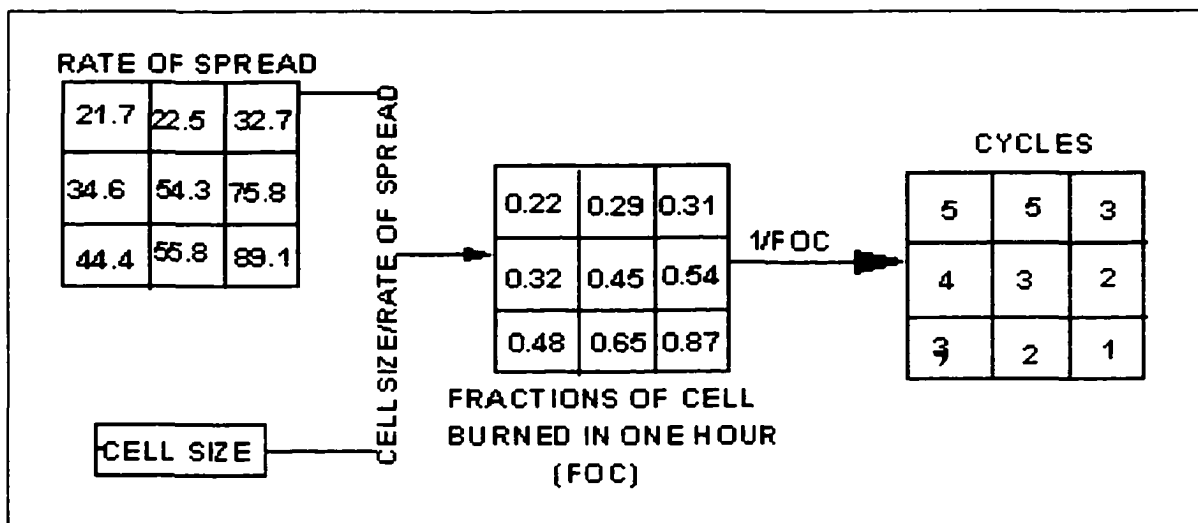 RATE OF SPREAD
21.7 22.5 32.7
34.6 54.3 75.8
44.4 55.8 89.1
CELL SIZE
CELL SIZE/RATE OF SPREAD
0.22 0.29 0.31
0.32 0.45 0.54
0.48 0.65 0.87
FRACTIONS OF CELL
BURNED IN ONE HOUR
(FOC)
1/FOC
CYCLES
5 5 3
4 3 2
3 2 1